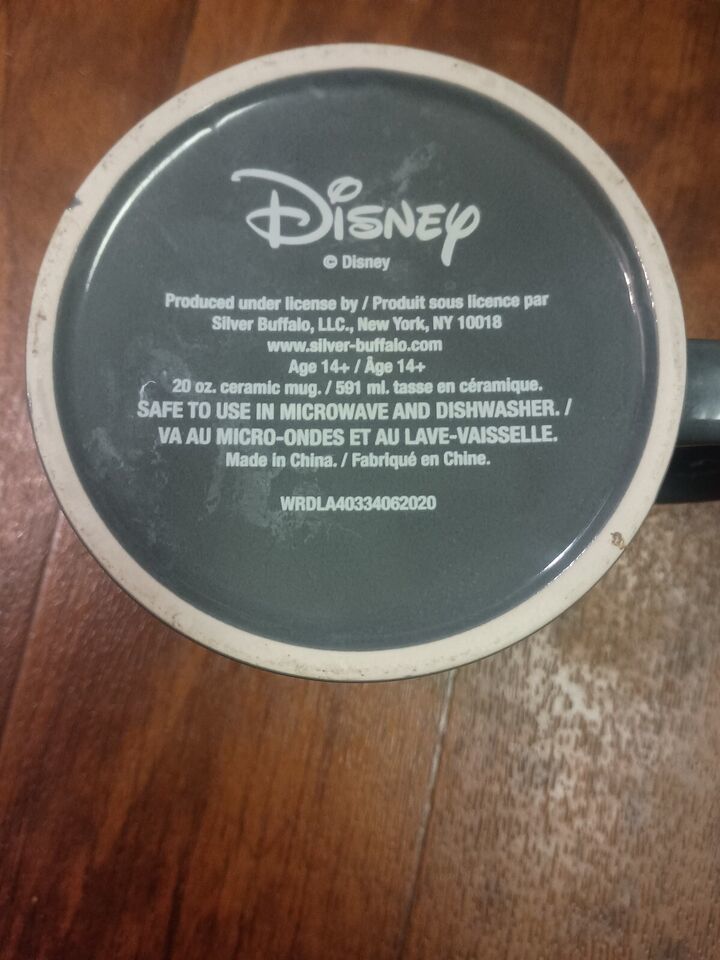 Disney
© Disney
Produced under license by / Produit sous licence par
Silver Buffalo, LLC., New York, NY 10018
www.silver-buffalo.com
Age 14+ / Âge 14+
20 oz. ceramic mug. / 591 ml. tasse en céramique.
SAFE TO USE IN MICROWAVE AND DISHWASHER. /
VA AU MICRO-ONDES ET AU LAVE-VAISSELLE.
Made in China. / Fabriqué en Chine.
WRDLA40334062020